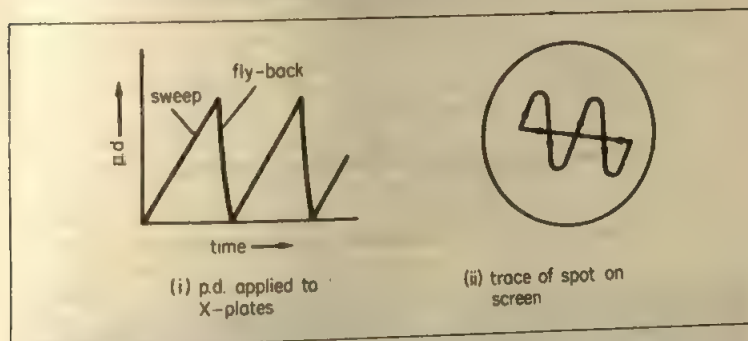 fly-back
sweep
p.d
time
(i) p.d. applied to
X-plates
(ii) trace of spot on
screen